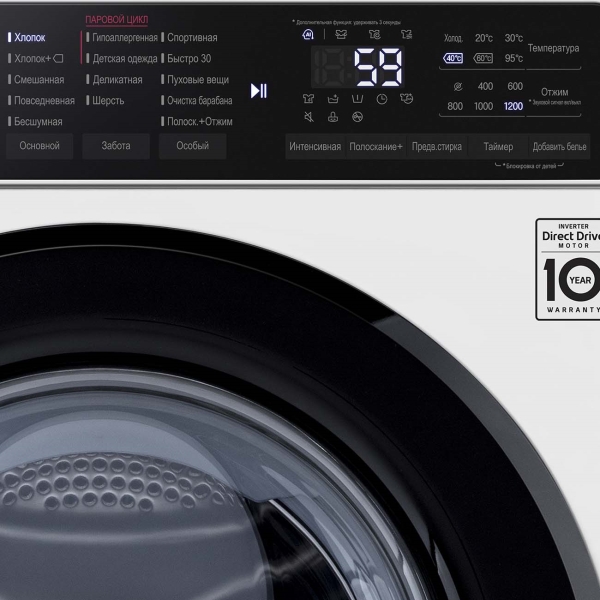 ПАРОВОЙ ЦИКЛ
Хлопок
Гипоаллергенная
Спортивная
Хлопок+
Детская одежда
Быстро 30
Смешанная
Деликатная
Пуховые вещи
Повседневная
Шерсть
Очистка барабана
Бесшумная
Полоск.+Отжим
Основной
Забота
Особый
* Дополнительная функция: удерживать 3 секунды
AI
59
Холод. 20°c 30°c
40°c 60°c 95°c
Температура
400 600
800 1000 1200
Отжим
* Звуковой сигнал вкл/выкл
Интенсивная
Полоскание+
Предв.стирка
Таймер
Добавить белье
*Блокировка от детей
INVERTER
Direct Drive
MOTOR
10
YEAR
WARRANTY